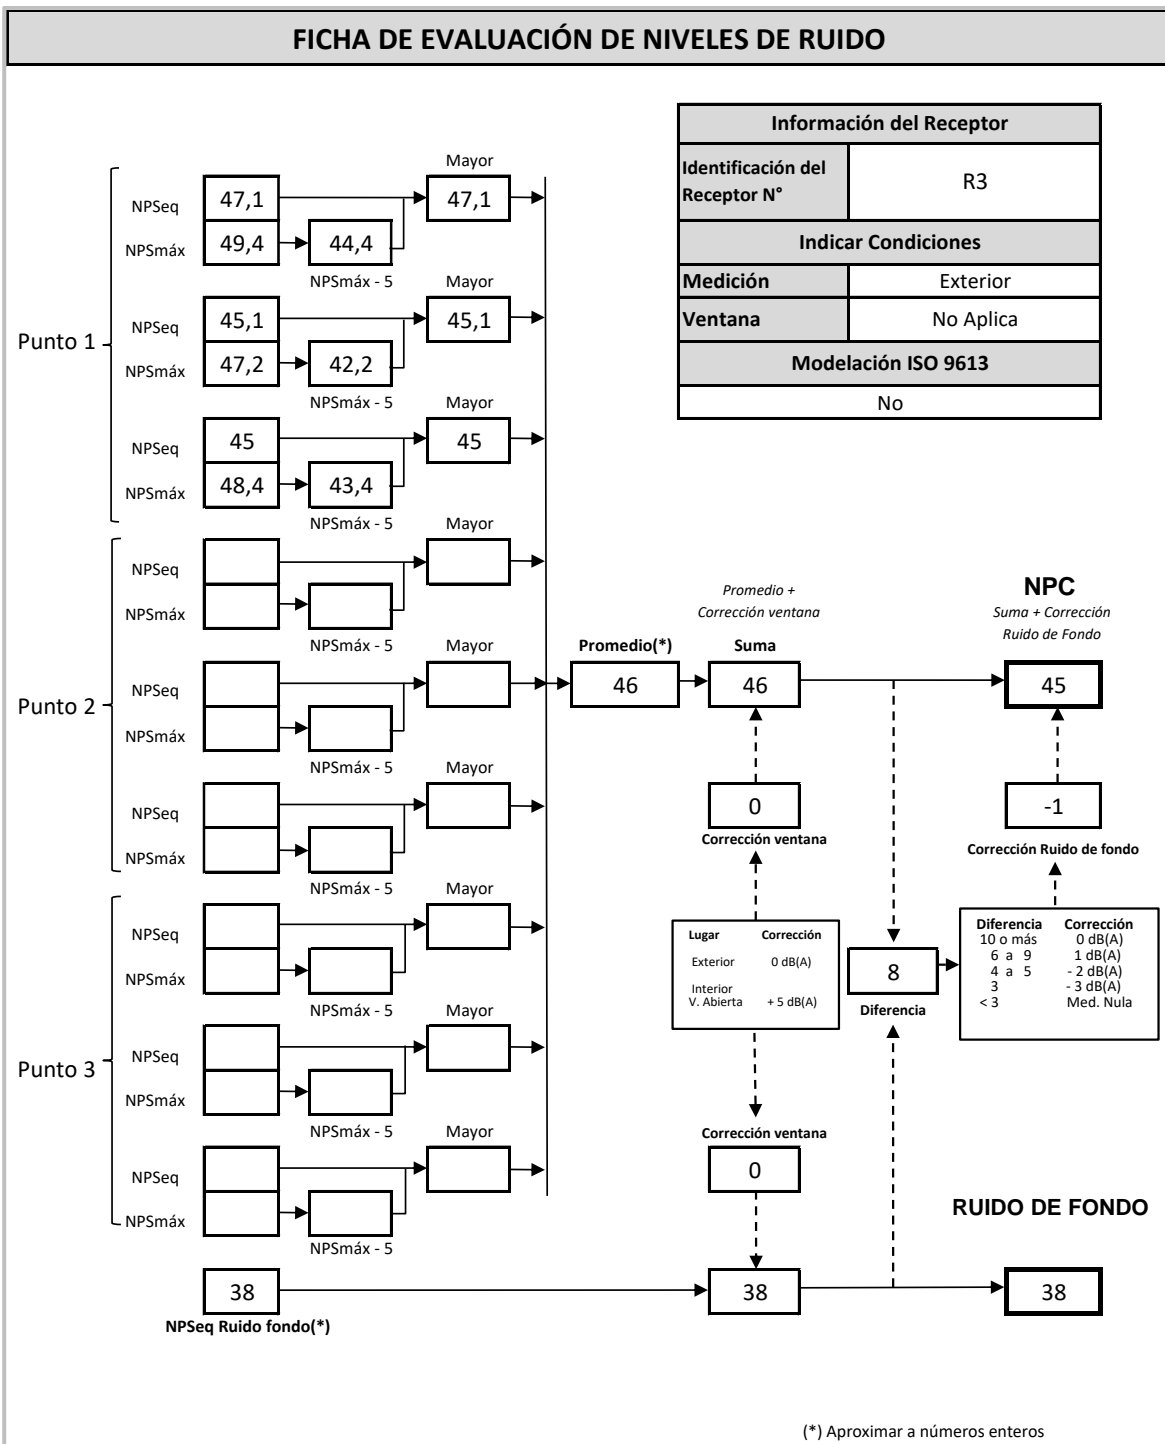 FICHA DE EVALUACIÓN DE NIVELES DE RUIDO
Información del Receptor
Identificación del Receptor N°
R3
Indicar Condiciones
Medición
Exterior
Ventana
No Aplica
Modelación ISO 9613
No
Punto 1
Mayor
NPSeq
47,1
47,1
NPSmáx
49,4
44,4
NPSmáx - 5
Mayor
NPSeq
45,1
45,1
NPSmáx
47,2
42,2
NPSmáx - 5
Mayor
NPSeq
45
45
NPSmáx
48,4
43,4
NPSmáx - 5
Punto 2
Mayor
NPSeq
NPSmáx
NPSmáx - 5
Mayor
NPSeq
NPSmáx
NPSmáx - 5
Mayor
NPSeq
NPSmáx
NPSmáx - 5
Punto 3
Mayor
NPSeq
NPSmáx
NPSmáx - 5
Mayor
NPSeq
NPSmáx
NPSmáx - 5
Mayor
NPSeq
NPSmáx
NPSmáx - 5
38
NPSeq Ruido fondo(*)
Promedio(*)
46
Promedio +
Corrección ventana
Suma
46
0
Corrección ventana
Lugar Corrección
Exterior 0 dB(A)
Interior
V. Abierta + 5 dB(A)
Corrección ventana
0
38
8
Diferencia
NPC
Suma + Corrección
Ruido de Fondo
45
-1
Corrección Ruido de fondo
Diferencia Corrección
10 o más 0 dB(A)
6 a 9 1 dB(A)
4 a 5 - 2 dB(A)
3 - 3 dB(A)
< 3 Med. Nula
RUIDO DE FONDO
38
(*) Aproximar a números enteros